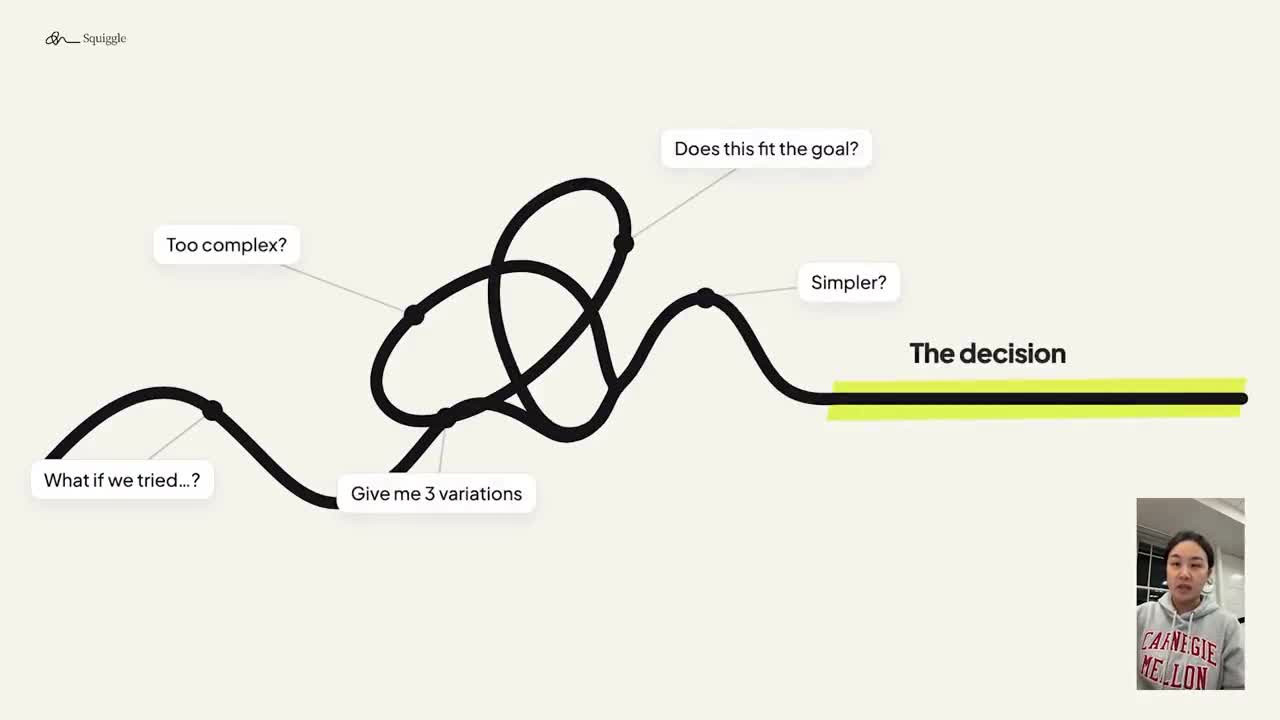 Squiggle
Does this fit the goal?
Too complex?
Simpler?
The decision
What if we tried...?
Give me 3 variations
CARNEGIE
MELLON